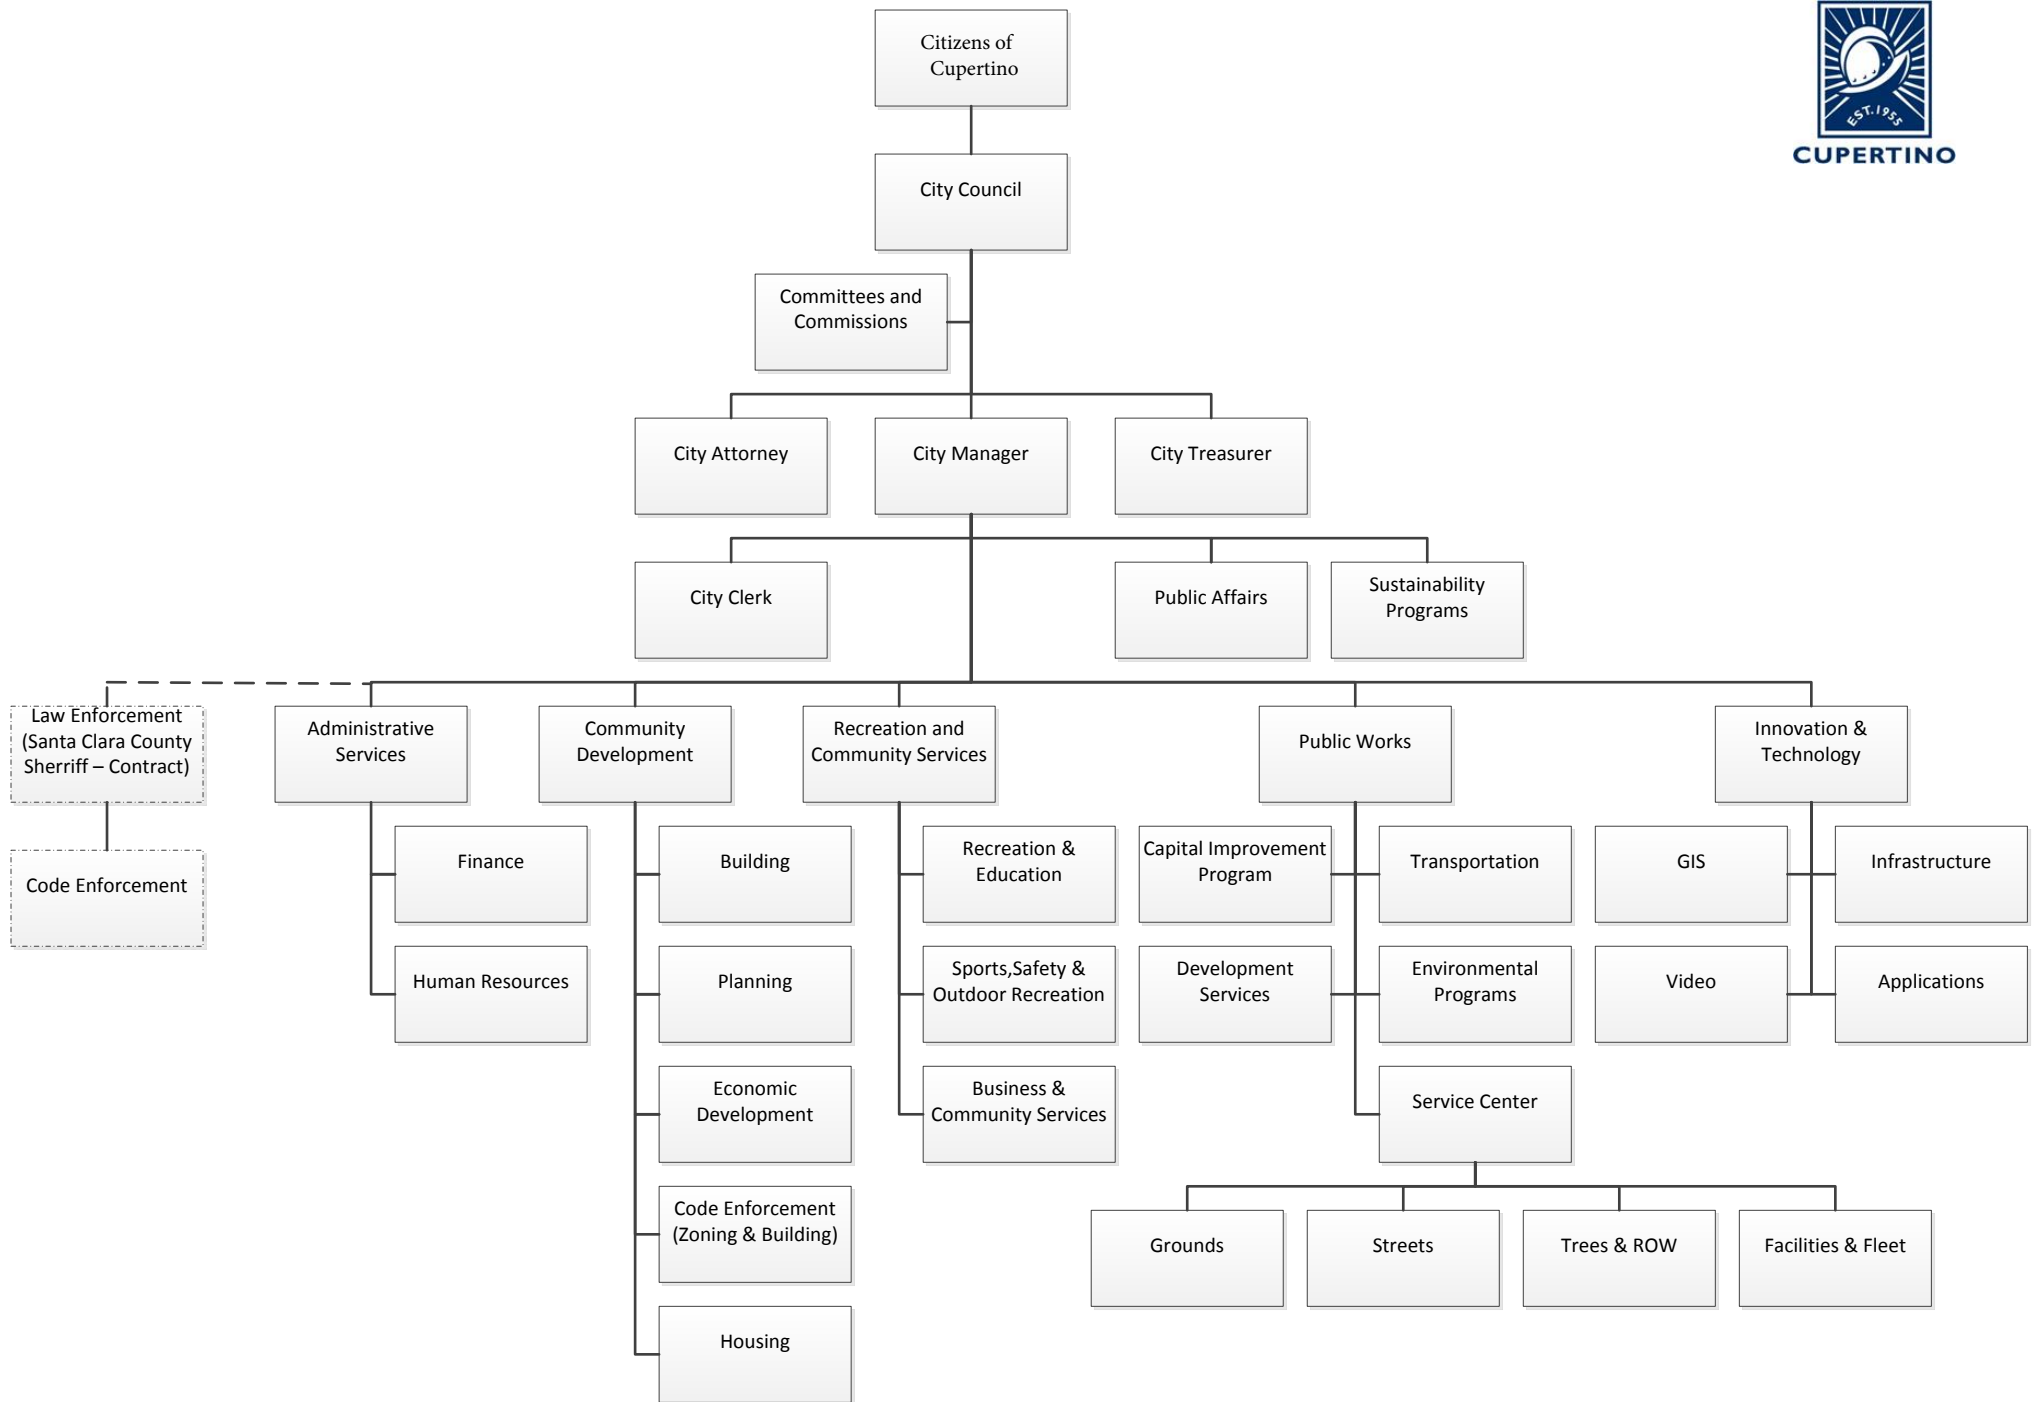 Citizens of
Cupertino
EST. 1955
CUPERTINO
City Council
Committees and
Commissions
City Attorney
City Manager
City Treasurer
City Clerk
Public Affairs
Sustainability
Programs
Law Enforcement
(Santa Clara County
Sherriff – Contract)
Administrative
Services
Community
Development
Recreation and
Community Services
Public Works
Innovation &
Technology
Code Enforcement
Finance
Building
Recreation &
Education
Capital Improvement
Program
Transportation
GIS
Infrastructure
Human Resources
Planning
Sports,Safety &
Outdoor Recreation
Development
Services
Environmental
Programs
Video
Applications
Economic
Development
Business &
Community Services
Service Center
Code Enforcement
(Zoning & Building)
Grounds
Streets
Trees & ROW
Facilities & Fleet
Housing